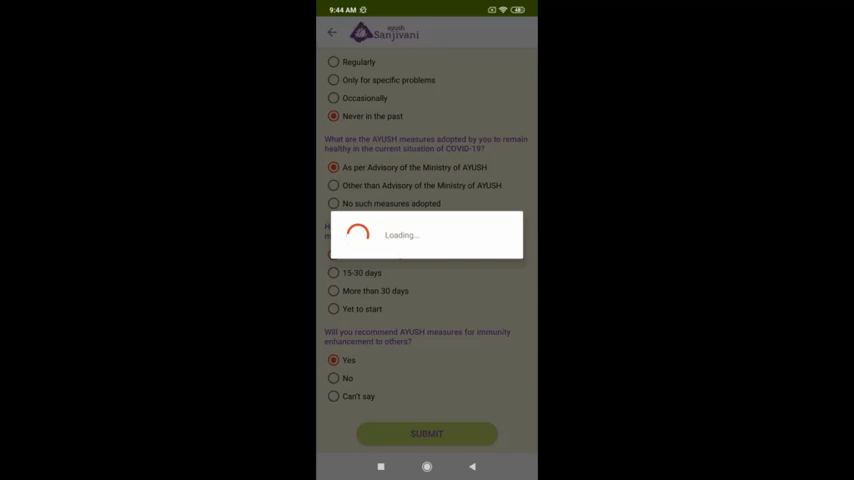 9:44 AM
48
ayush
Sanjivani
Regularly
Only for specific problems
Occasionally
Never in the past
What are the AYUSH measures adopted by you to remain
healthy in the current situation of COVID-19?
As per Advisory of the Ministry of AYUSH
Other than Advisory of the Ministry of AYUSH
No such measures adopted
Loading...
15-30 days
More than 30 days
Yet to start
Will you recommend AYUSH measures for immunity
enhancement to others?
Yes
No
Can't say
SUBMIT